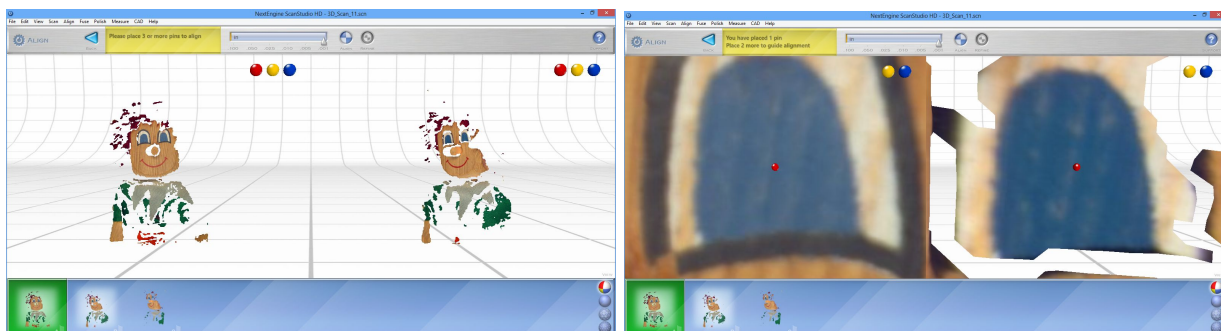 NextEngine ScanStudio HD - 3D_Scan_11.scn
File Edit View Scan Align Fuse Polish Measure CAD Help
ALIGN
Please place 3 or more pins to align
NextEngine ScanStudio HD - 3D_Scan_11.scn
File Edit View Scan Align Fuse Polish Measure CAD Help
ALIGN
You have placed 1 pin
Place 2 more to guide alignment